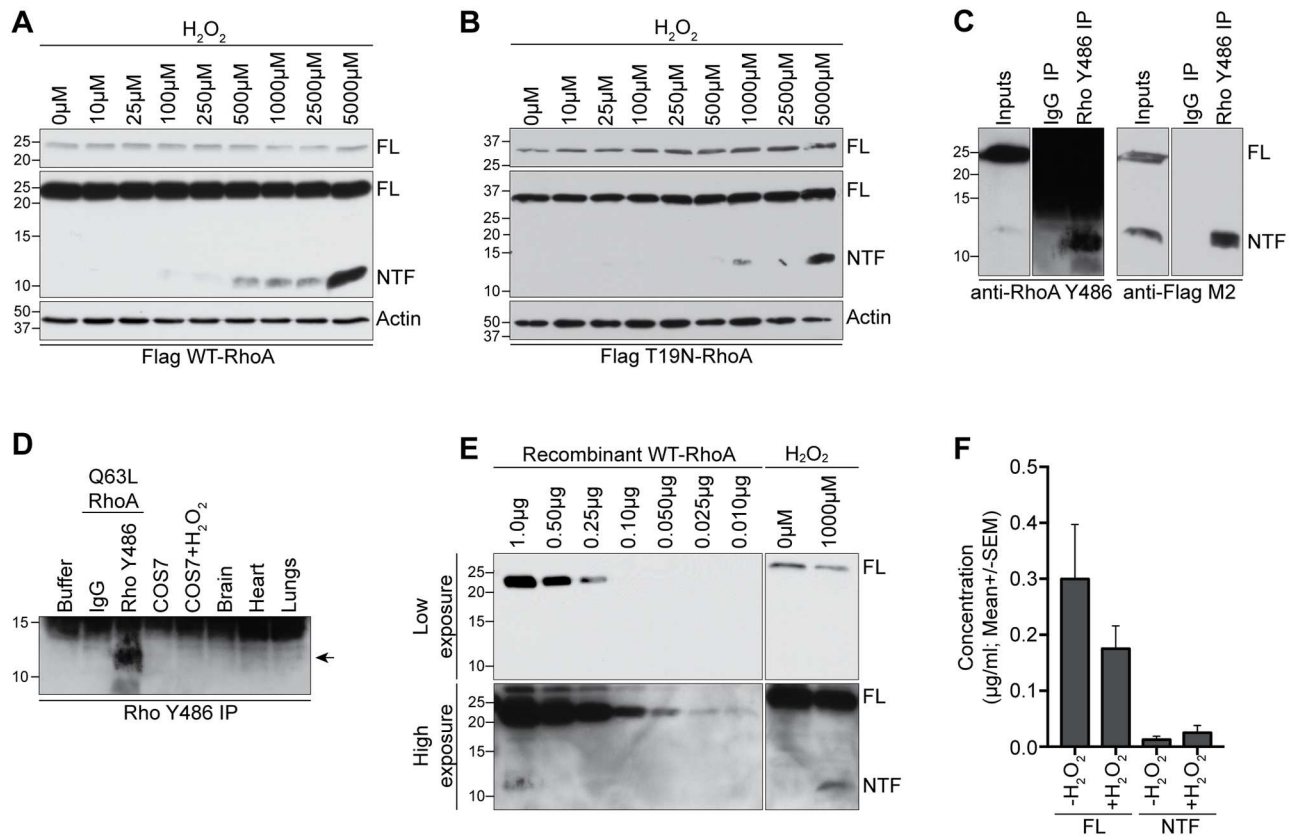 A
H₂O₂
0µM 10µM 25µM 100µM 250µM 500µM 1000µM 2500µM 5000µM
25
20
FL
25
20
15
10
FL
NTF
50
37
Actin
Flag WT-RhoA
B
H₂O₂
0µM 10µM 25µM 100µM 250µM 500µM 1000µM 2500µM 5000µM
37
25
FL
37
25
20
15
10
FL
NTF
50
37
Actin
Flag T19N-RhoA
C
Inputs IgG IP Rho Y486 IP Inputs IgG IP Rho Y486 IP
25
20
15
10
FL
NTF
anti-RhoA Y486 anti-Flag M2
D
Q63L
RhoA
Buffer IgG Rho Y486 COS7 COS7+H₂O₂ Brain Heart Lungs
15
10
Rho Y486 IP
E
Recombinant WT-RhoA H₂O₂
1.0µg 0.50µg 0.25µg 0.10µg 0.050µg 0.025µg 0.010µg 0µM 1000µM
Low
exposure
25
20
15
10
FL
High
exposure
25
20
15
10
FL
NTF
F
Concentration
(µg/ml; Mean+/-SEM)
0.5
0.4
0.3
0.2
0.1
0.0
-H₂O₂ +H₂O₂ -H₂O₂ +H₂O₂
FL NTF